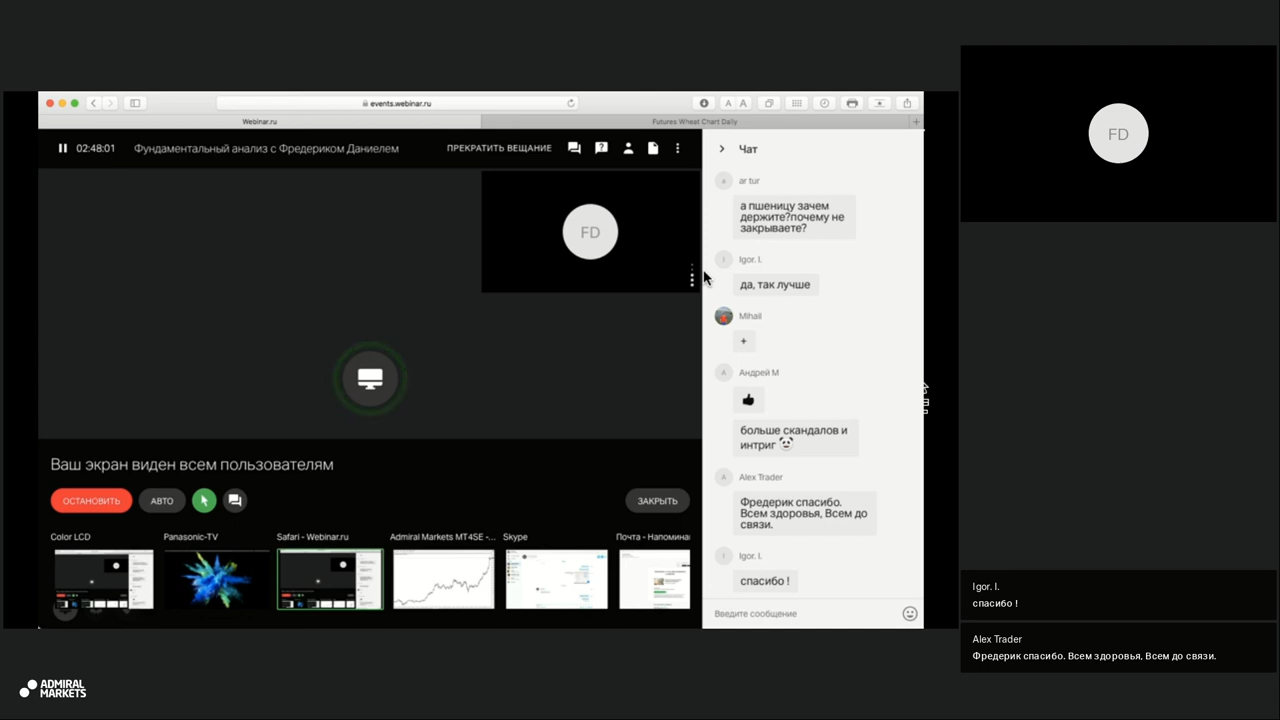 events.webinar.ru
A A
Webinar.ru
Futures Wheat Chart Daily
02:48:01
Фундаментальный анализ с Фредериком Даниелем
ПРЕКРАТИТЬ ВЕЩАНИЕ
FD
Ваш экран виден всем пользователям
ОСТАНОВИТЬ
АВТО
ЗАКРЫТЬ
Color LCD
Panasonic-TV
Safari - Webinar.ru
Admiral Markets MT4SE -...
Skype
Почта - Напомина
Чат
A
ar tur
а пшеницу зачем
держите?почему не
закрываете?
I
Igor. I.
да, так лучше
Mihail
+
А
Андрей М
больше скандалов и
интриг
A
Alex Trader
Фредерик спасибо.
Всем здоровья, Всем до
связи.
I
Igor. I.
спасибо !
Введите сообщение
FD
Igor. I.
спасибо !
Alex Trader
Фредерик спасибо. Всем здоровья, Всем до связи.
ADMIRAL
MARKETS